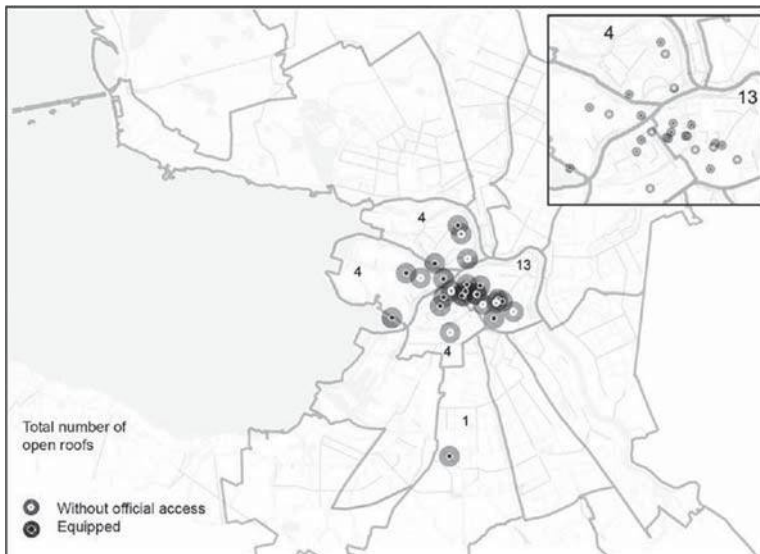 4
13
4
13
4
4
1
Total number of
open roofs
Without official access
Equipped